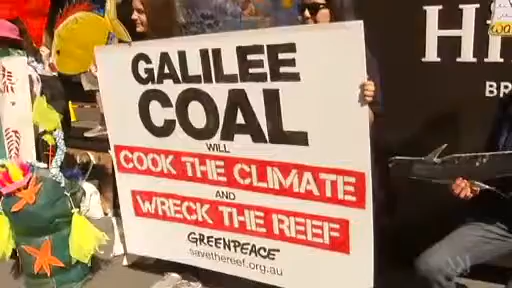 GALILEE
COAL
WILL
COOK THE CLIMATE
AND
WRECK THE REEF
GREENPEACE
savethereef.org.au